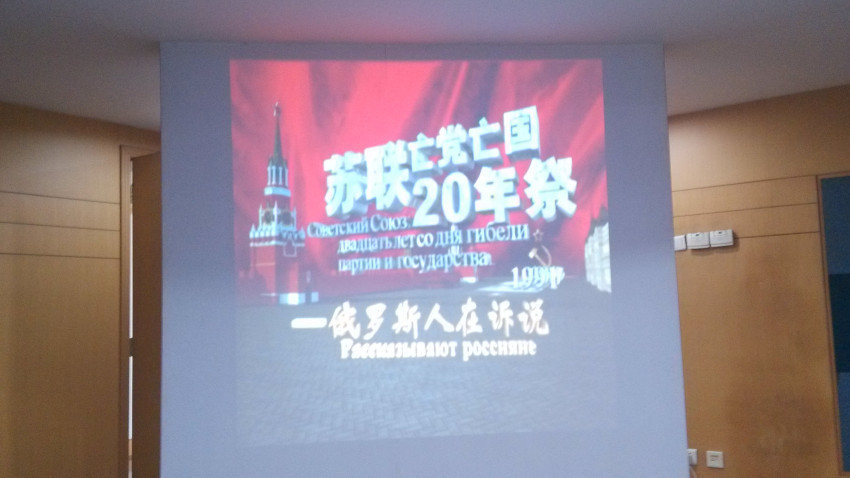 苏联亡党亡国
20年祭
Советский Союз:
двадцать лет со дня гибели
партии и государства
—俄罗斯人在诉说
Рассказывают россияне